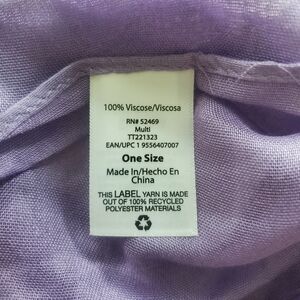 100% Viscose/Viscosa
RN# 52469
Multi
TT221323
EAN/UPC 1 9556407007
One Size
Made In/Hecho En
China
THIS LABEL YARN IS MADE
OUT OF 100% RECYCLED
POLYESTER MATERIALS